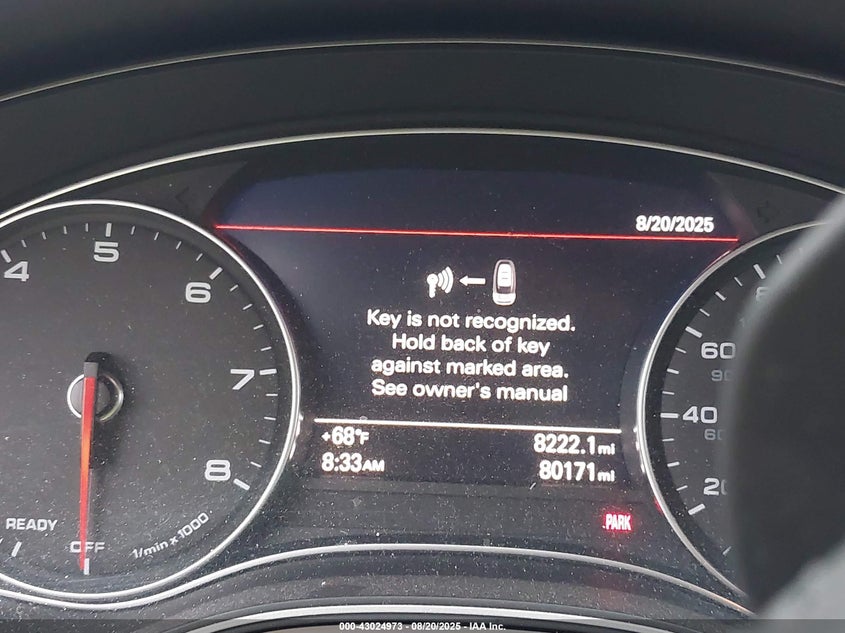 8/20/2025
Key is not recognized.
Hold back of key
against marked area.
See owner's manual
+68°F 8222.1mi
8:33AM 80171mi
PARK
4
5
6
7
8
READY
OFF
1/min x 1000
60
40
60
000-43024973 - 08/20/2025 - IAA Inc.